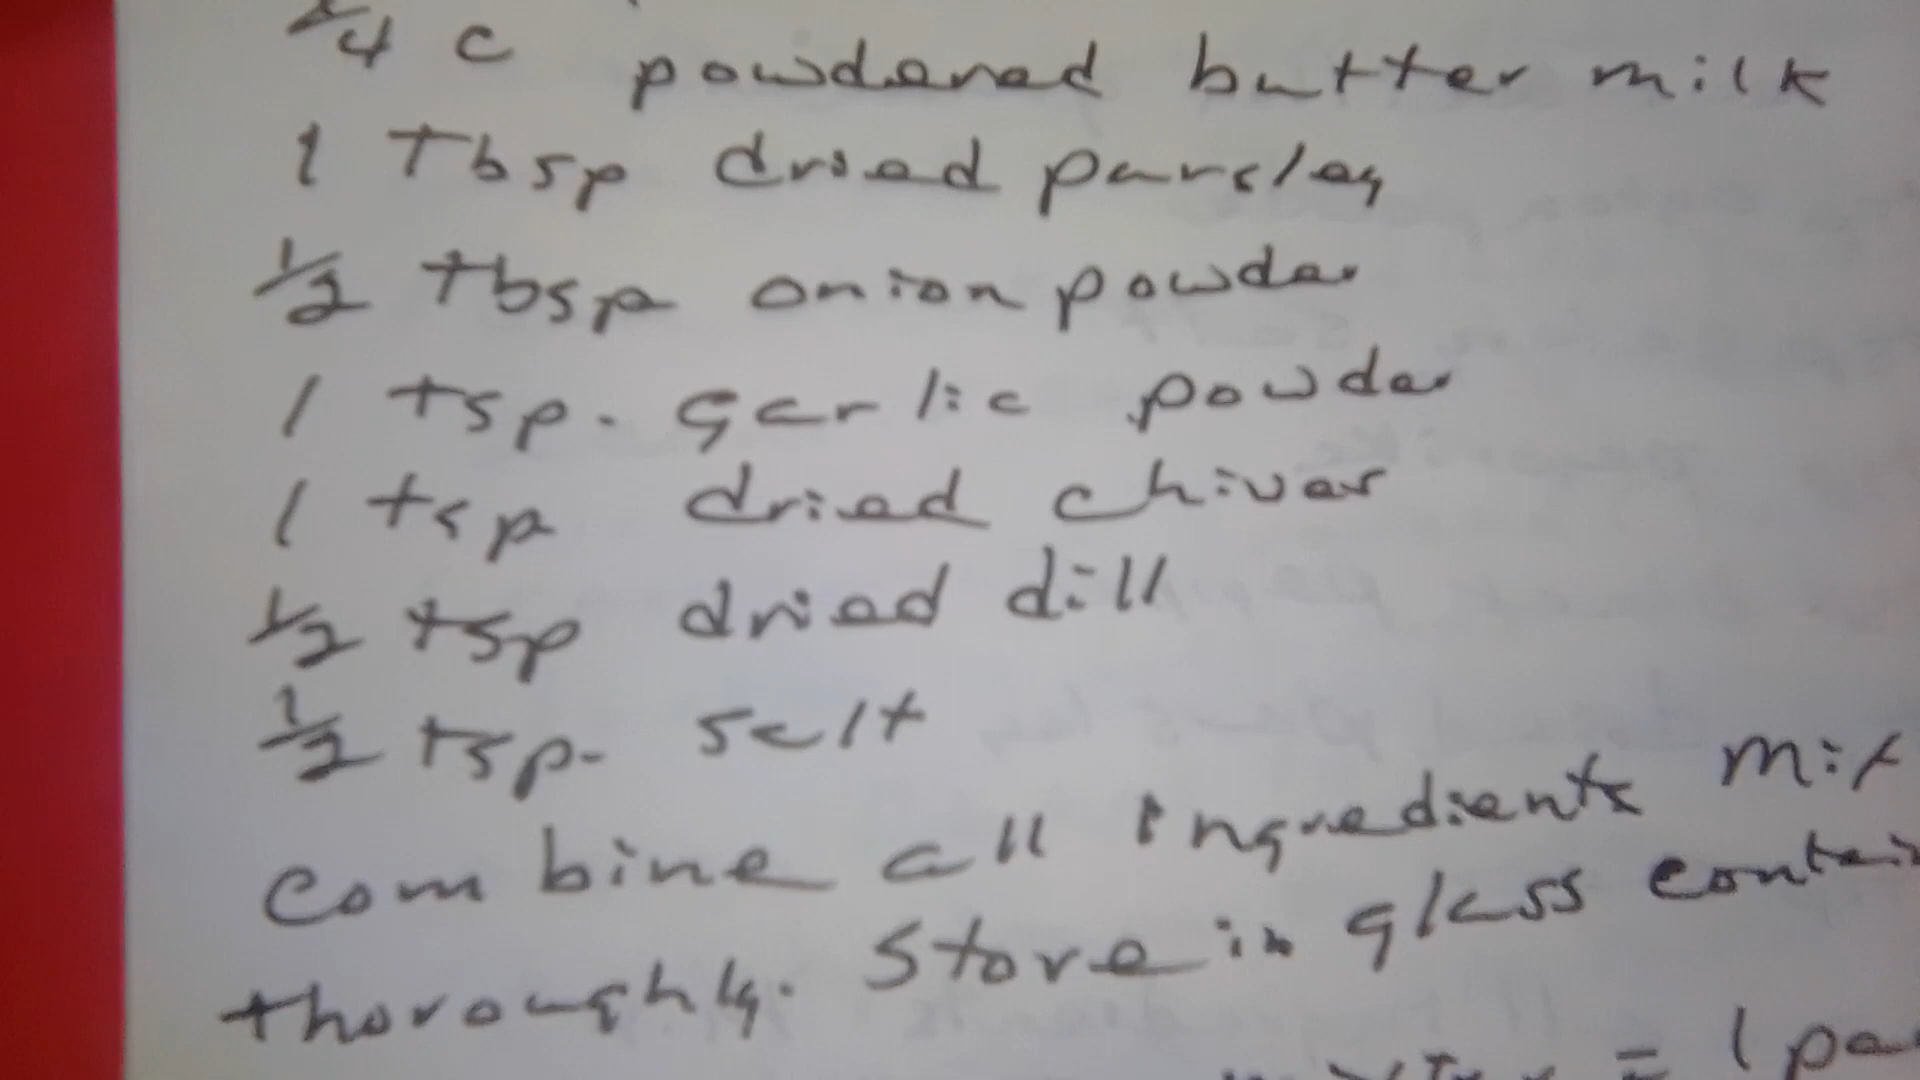 c powdered butter milk
1 Tbsp dried parsley
1/2 tbsp onion powder
1 tsp. garlic powder
1 tsp dried chives
1/2 tsp dried dill
1/2 tsp. salt
combine all Ingredients mix
thoroughly. Store in glass
= 1